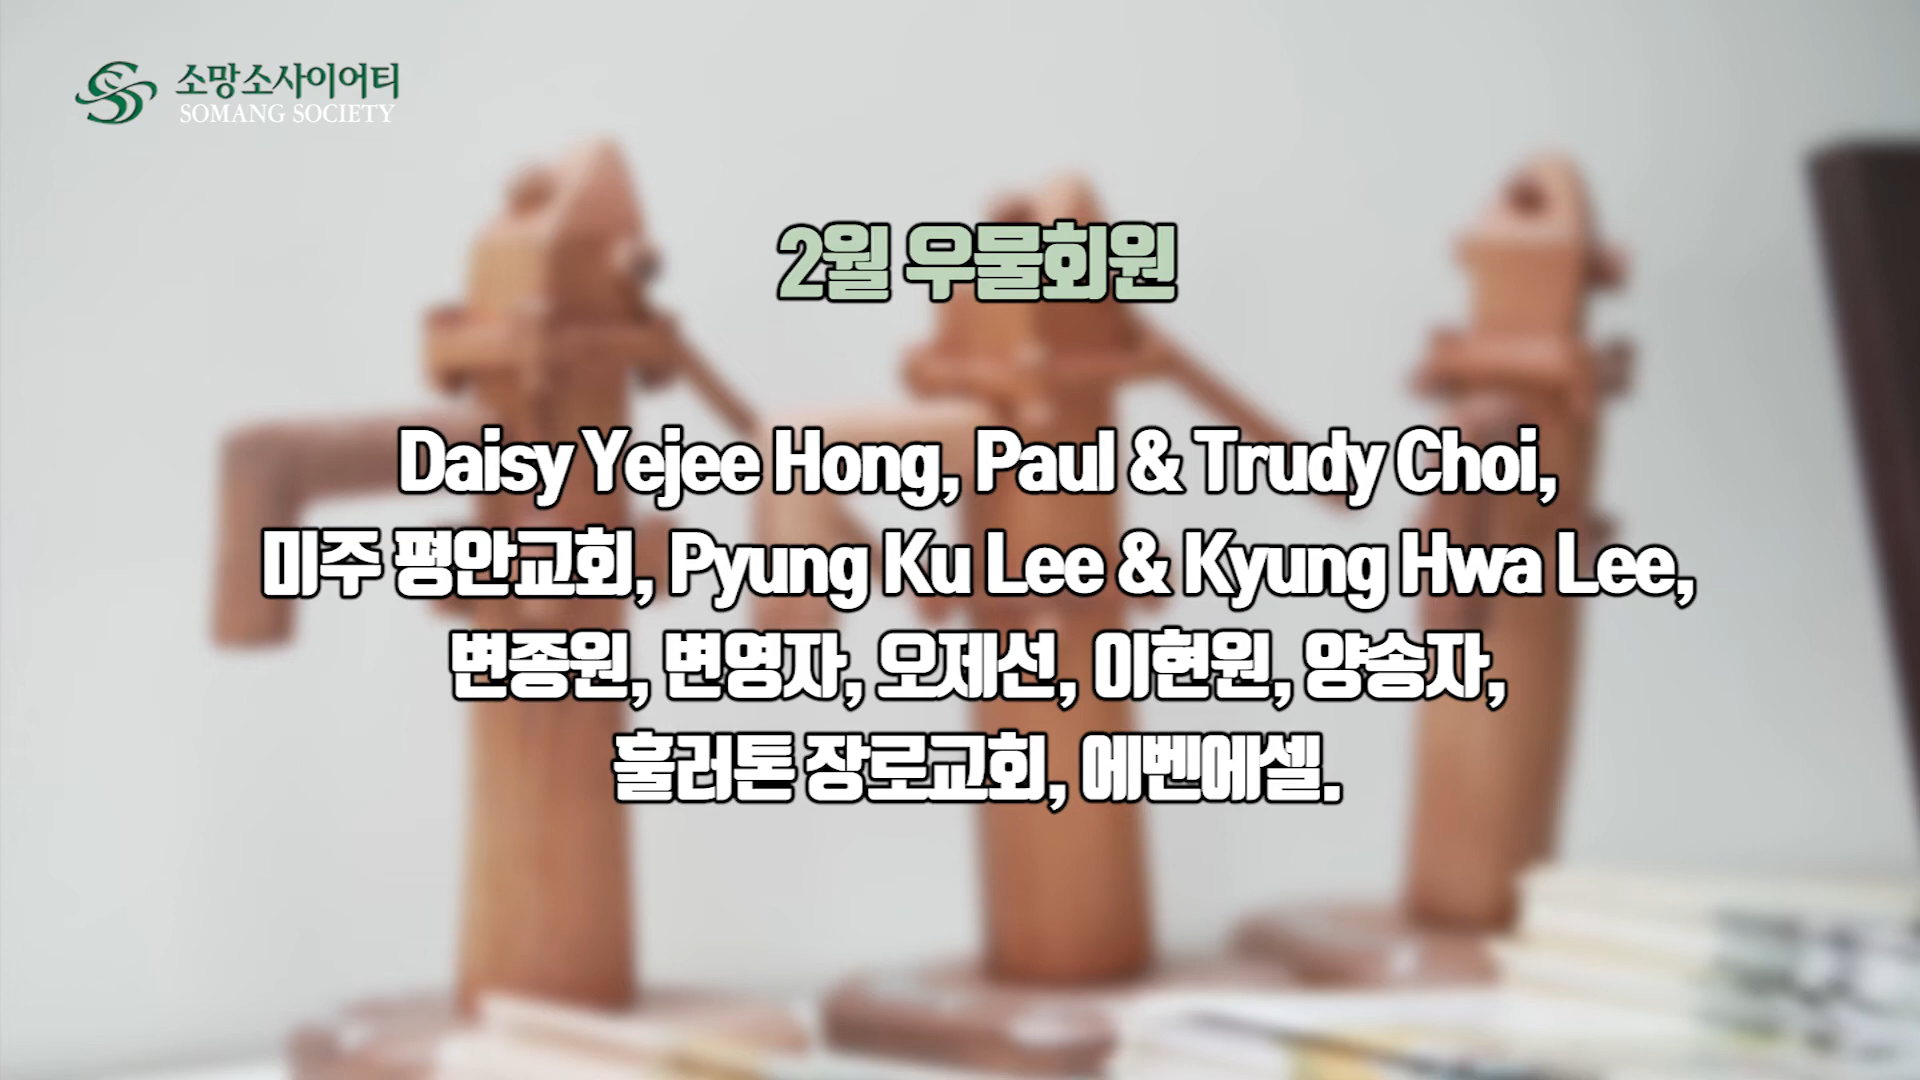 소망소사이어티
SOMANG SOCIETY
2월 우물회원
Daisy Yejee Hong, Paul & Trudy Choi,
미주 평안교회, Pyung Ku Lee & Kyung Hwa Lee,
변종원, 변영자, 오제선, 이현원, 양송자,
훌러톤 장로교회, 에벤에셀.